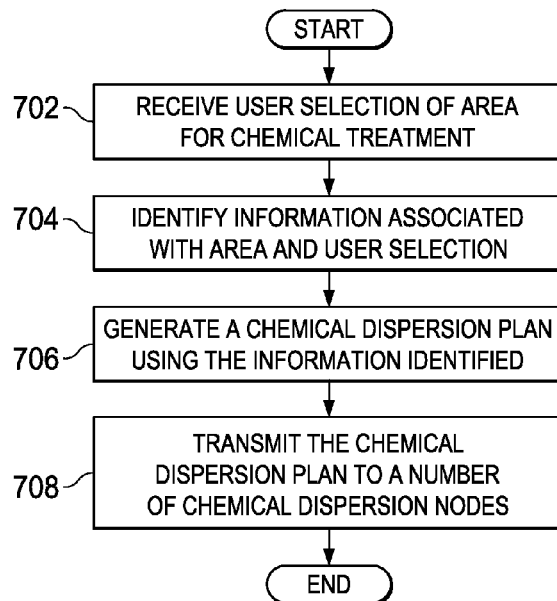 START
702
RECEIVE USER SELECTION OF AREA
FOR CHEMICAL TREATMENT
704
IDENTIFY INFORMATION ASSOCIATED
WITH AREA AND USER SELECTION
706
GENERATE A CHEMICAL DISPERSION PLAN
USING THE INFORMATION IDENTIFIED
708
TRANSMIT THE CHEMICAL
DISPERSION PLAN TO A NUMBER
OF CHEMICAL DISPERSION NODES
END